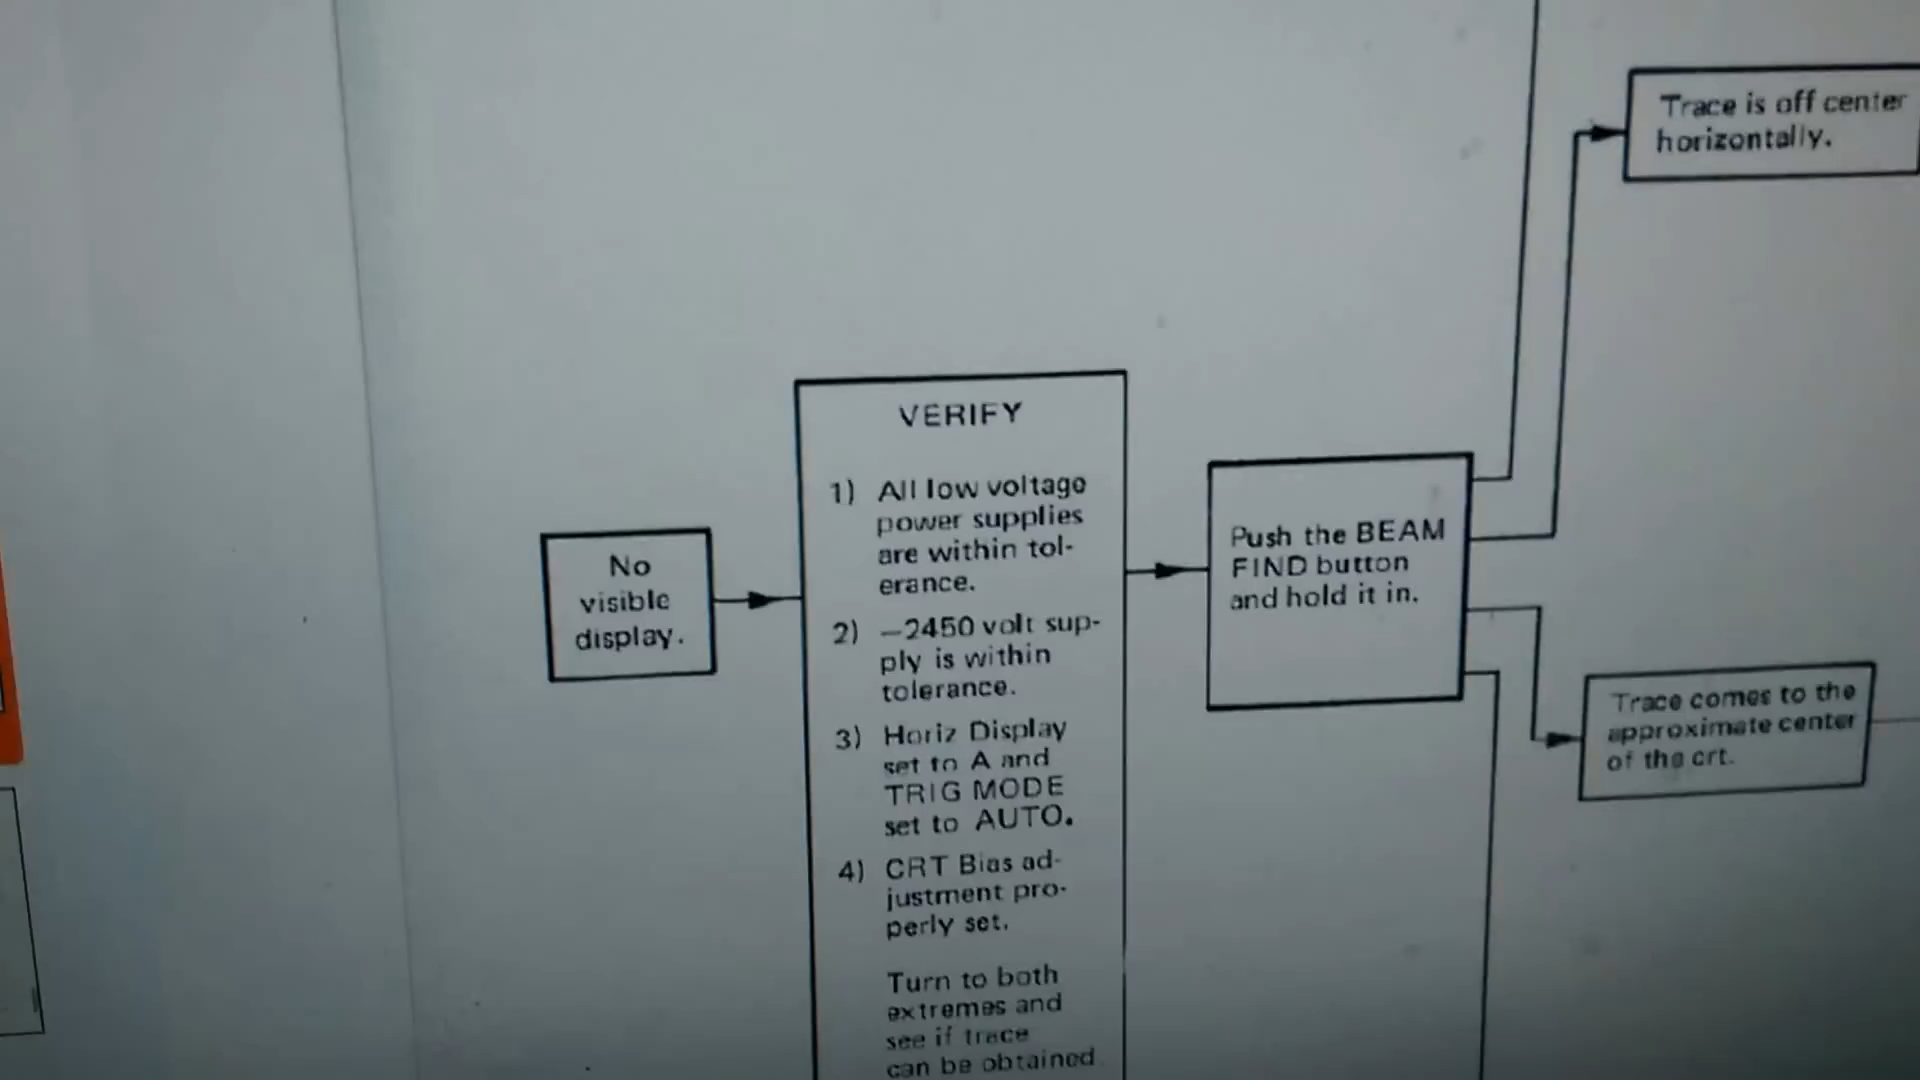 No
visible
display.
VERIFY
1) All low voltage
power supplies
are within tol-
erance.
2) –2450 volt sup-
ply is within
tolerance.
3) Horiz Display
set to A and
TRIG MODE
set to AUTO.
4) CRT Bias ad-
justment pro-
perly set.
Turn to both
extremes and
see if trace
can be obtained
Push the BEAM
FIND button
and hold it in.
Trace is off center
horizontally.
Trace comes to the
approximate center
of the crt.